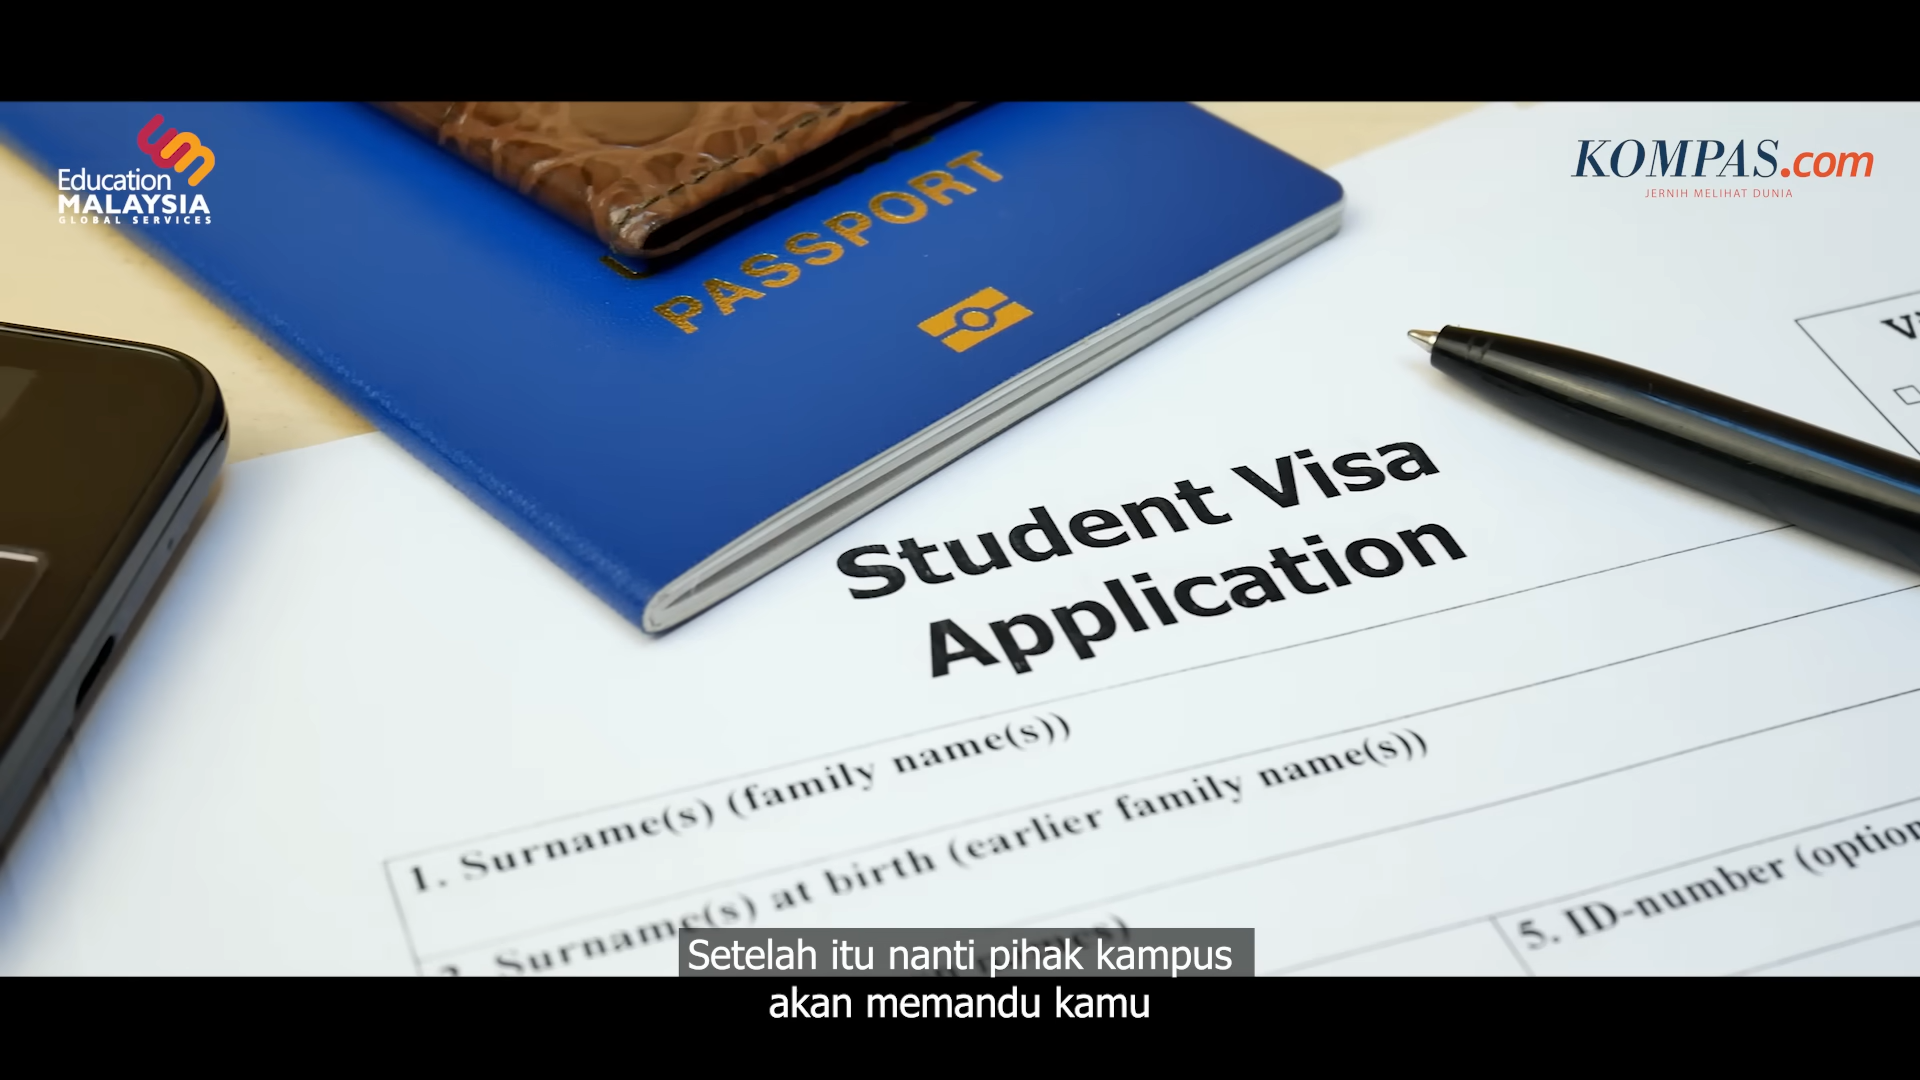 Education
MALAYSIA
GLOBAL SERVICES
KOMPAS.com
JERNIH MELIHAT DUNIA
PASSPORT
Student Visa
Application
1. Surname(s) (family name(s))
2. Surname(s) at birth (earlier family name(s))
5. ID-number
Setelah itu nanti pihak kampus
akan memandu kamu